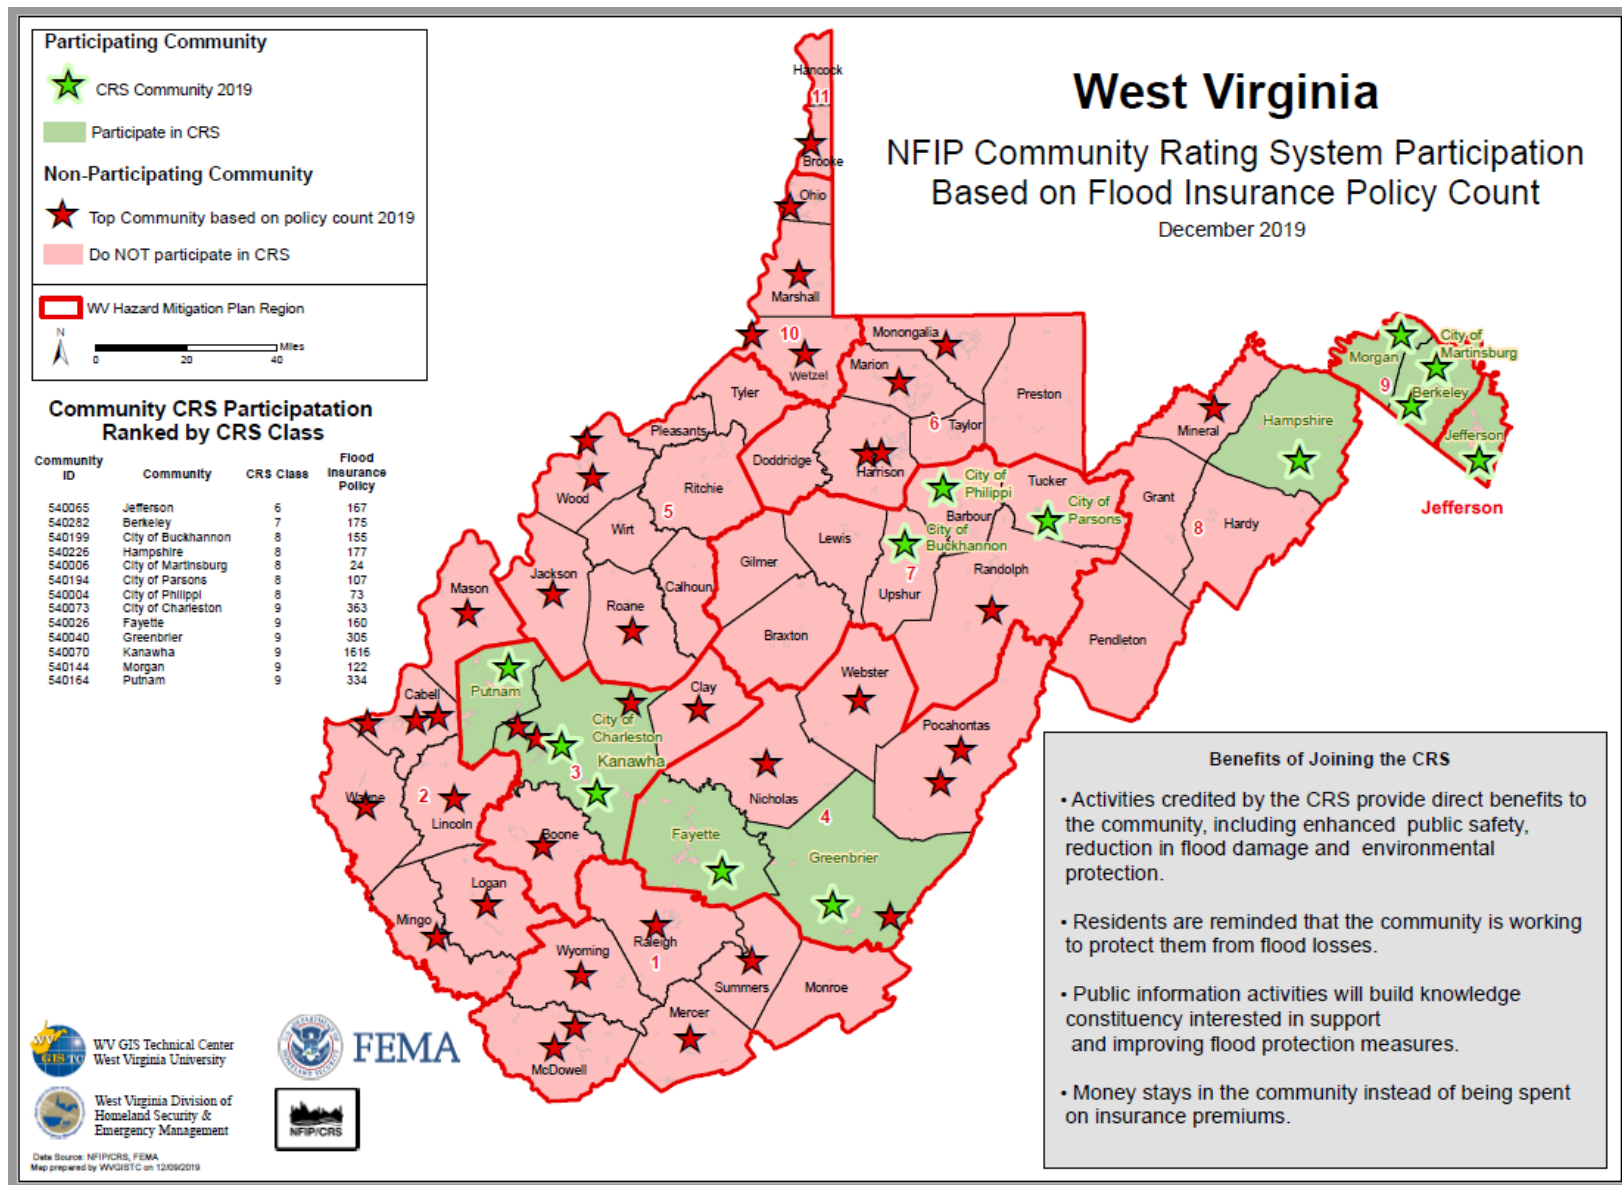 Participating Community
CRS Community 2019
Participate in CRS
Non-Participating Community
Top Community based on policy count 2019
Do NOT participate in CRS
WV Hazard Mitigation Plan Region
N
Miles
0 20 40
West Virginia
NFIP Community Rating System Participation
Based on Flood Insurance Policy Count
December 2019
Community CRS Participatation
Ranked by CRS Class
Community ID Community CRS Class Flood Insurance Policy
540065 Jefferson 6 167
540282 Berkeley 7 175
540199 City of Buckhannon 8 155
540226 Hampshire 8 177
540006 City of Martinsburg 8 24
540194 City of Parsons 8 107
540004 City of Philippi 8 73
540073 City of Charleston 9 363
540026 Fayette 9 160
540040 Greenbrier 9 305
540070 Kanawha 9 1616
540144 Morgan 9 122
540164 Putnam 9 334
Hancock
11
Brooke
Ohio
Marshall
10
Wetzel
Monongalia
Marion
Preston
Tyler
6
Taylor
Pleasants
Doddridge
Harrison
Wood
Ritchie
5
Wirt
City of
Philippi
Tucker
City of
Parsons
Barbour
City of
Buckhannon
Lewis
Gilmer
7
Upshur
Randolph
Mineral
Hampshire
Grant
8
Hardy
Pendleton
Morgan
City of
Martinsburg
9
Berkeley
Jefferson
Jefferson
Mason
Jackson
Roane
Calhoun
Braxton
Webster
Clay
Putnam
Cabell
City of
Charleston
3
Kanawha
Pocahontas
Nicholas
4
Wayne
2
Lincoln
Boone
Fayette
Greenbrier
Logan
Mingo
Wyoming
Raleigh
1
Summers
Monroe
Mercer
McDowell
Benefits of Joining the CRS
• Activities credited by the CRS provide direct benefits to
the community, including enhanced public safety,
reduction in flood damage and environmental
protection.
• Residents are reminded that the community is working
to protect them from flood losses.
• Public information activities will build knowledge
constituency interested in support
and improving flood protection measures.
• Money stays in the community instead of being spent
on insurance premiums.
WV
GIS TC
WV GIS Technical Center
West Virginia University
FEMA
West Virginia Division of
Homeland Security &
Emergency Management
NFIP/CRS
Data Source: NFIP/CRS, FEMA
Map prepared by WVGISTC on 12/09/2019